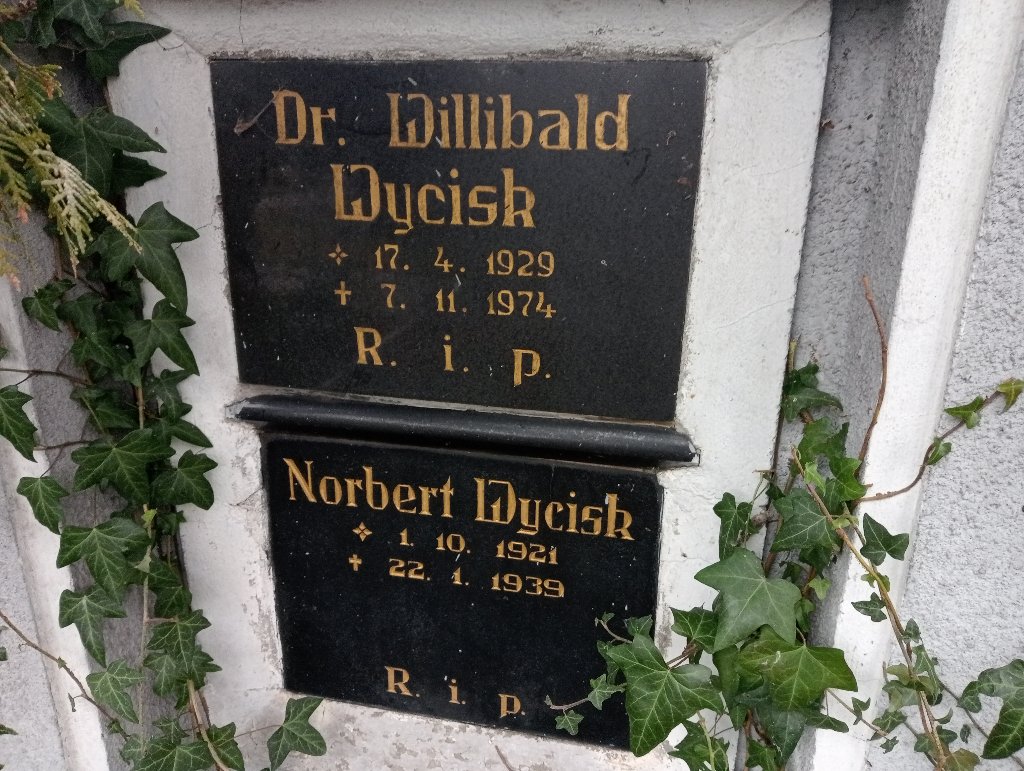 Dr. Willibald
Wycisk
17. 4. 1929
7. 11. 1974
R. i. p.
Norbert Wycisk
1. 10. 1921
22. 1. 1939
R. i. p.